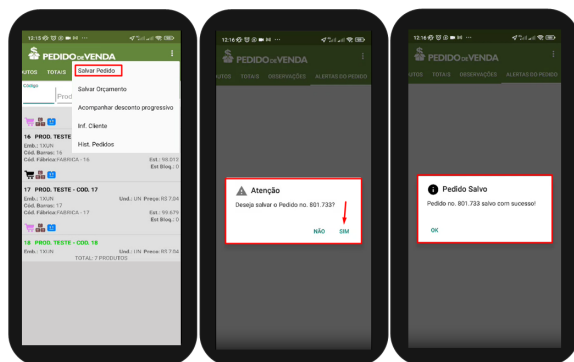 12:15
PEDIDO DE VENDA
UTOS TOTAIS
Salvar Pedido
Salvar Orçamento
Acompanhar desconto progressivo
Inf. Cliente
Hist. Pedidos
Código
Prod
16 PROD. TESTE
Emb.: 1XUN
Cód. Barras: 16
Cód. Fábrica: FABRICA - 16 Est.: 99.012
Est Bloq.: 0
17 PROD. TESTE - COD. 17
Emb.: 1XUN Und.: UN Preço: R$ 7,04
Cód. Barras: 17
Cód. Fábrica: FABRICA - 17 Est.: 99.679
Est Bloq.: 0
18 PROD. TESTE - COD. 18
Emb.: 1XUN Und.: UN Preço: R$ 7,04
TOTAL: 7 PRODUTOS
12:16
PEDIDO DE VENDA
UTOS TOTAIS OBSERVAÇÕES ALERTAS DO PEDIDO
Atenção
Deseja salvar o Pedido no. 801.733?
NÃO SIM
12:16
PEDIDO DE VENDA
UTOS TOTAIS OBSERVAÇÕES ALERTAS DO PEDIDO
Pedido Salvo
Pedido no. 801.733 salvo com sucesso!
OK